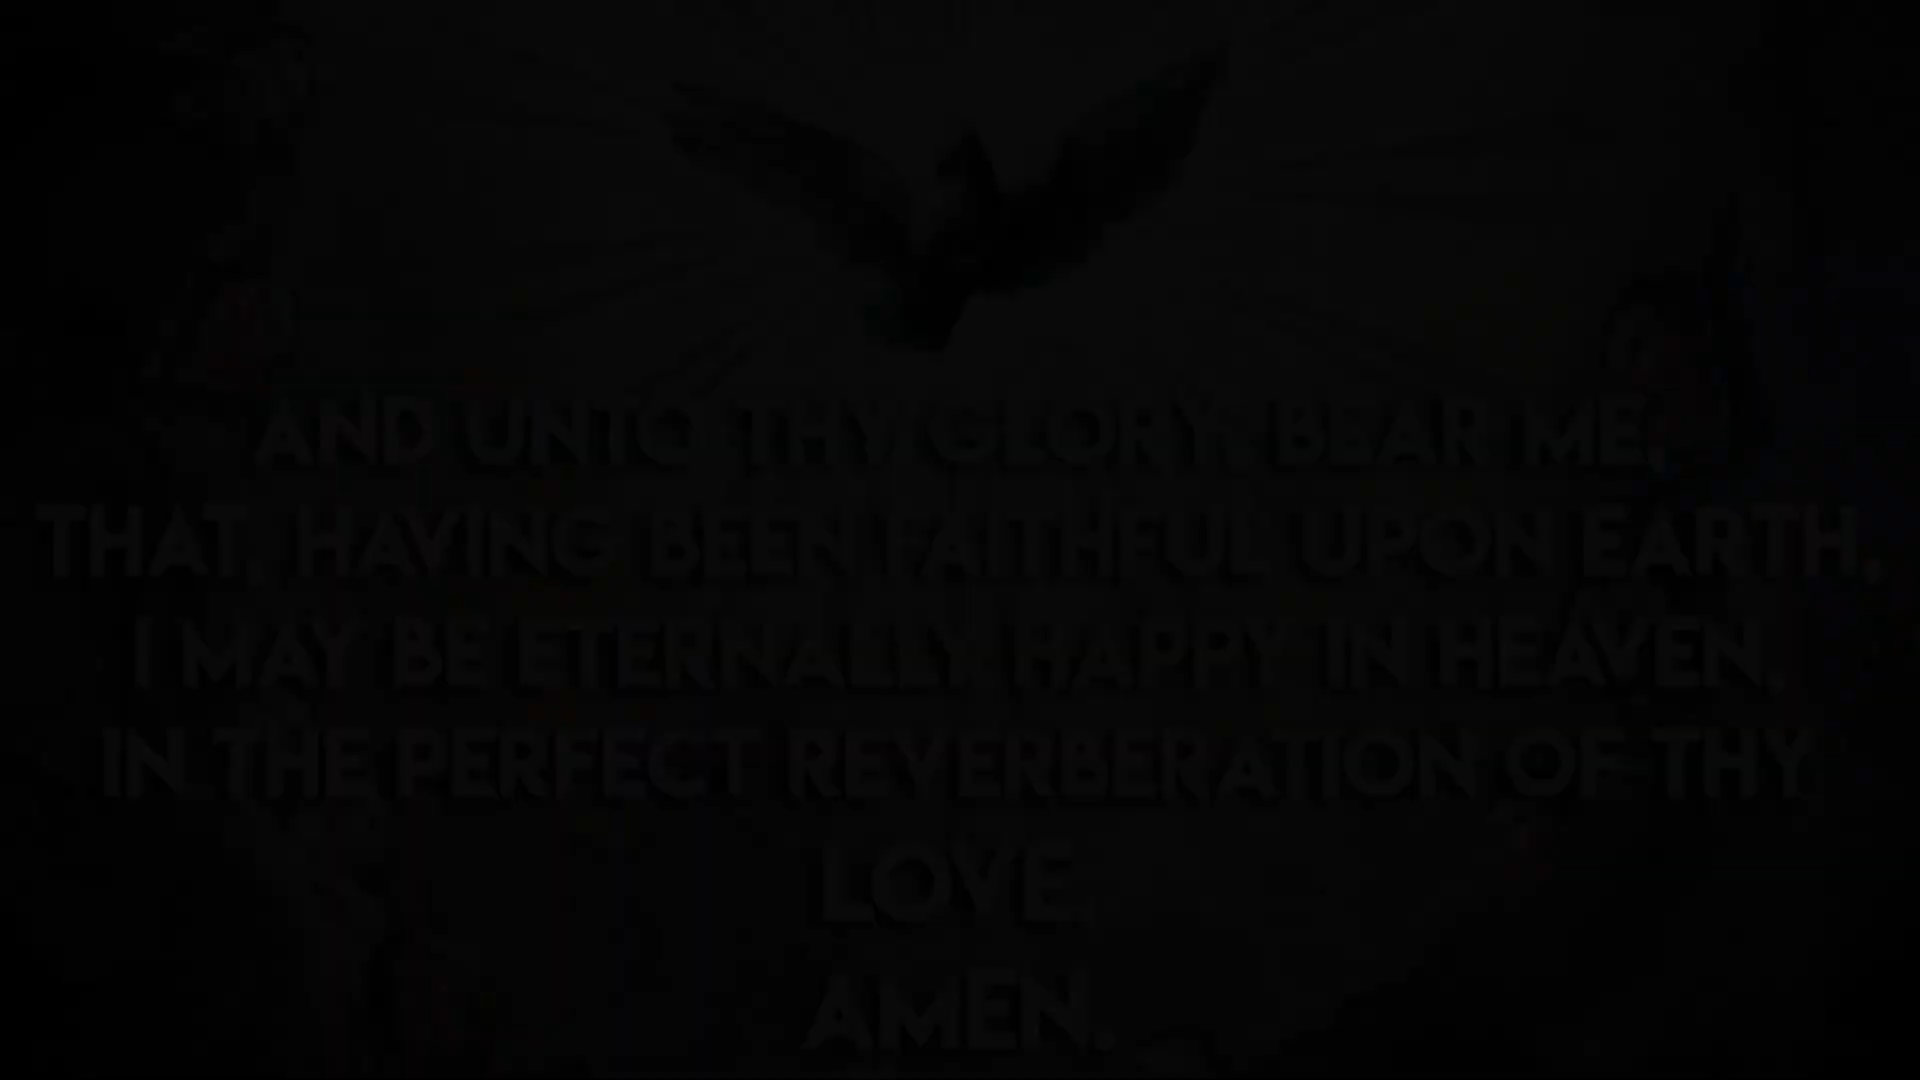 AND UNTO THY GLORY, BEAR ME,
THAT, HAVING BEEN FAITHFUL UPON EARTH,
I MAY BE ETERNALLY HAPPY IN HEAVEN,
IN THE PERFECT REVERBERATION OF THY
LOVE,
AMEN.